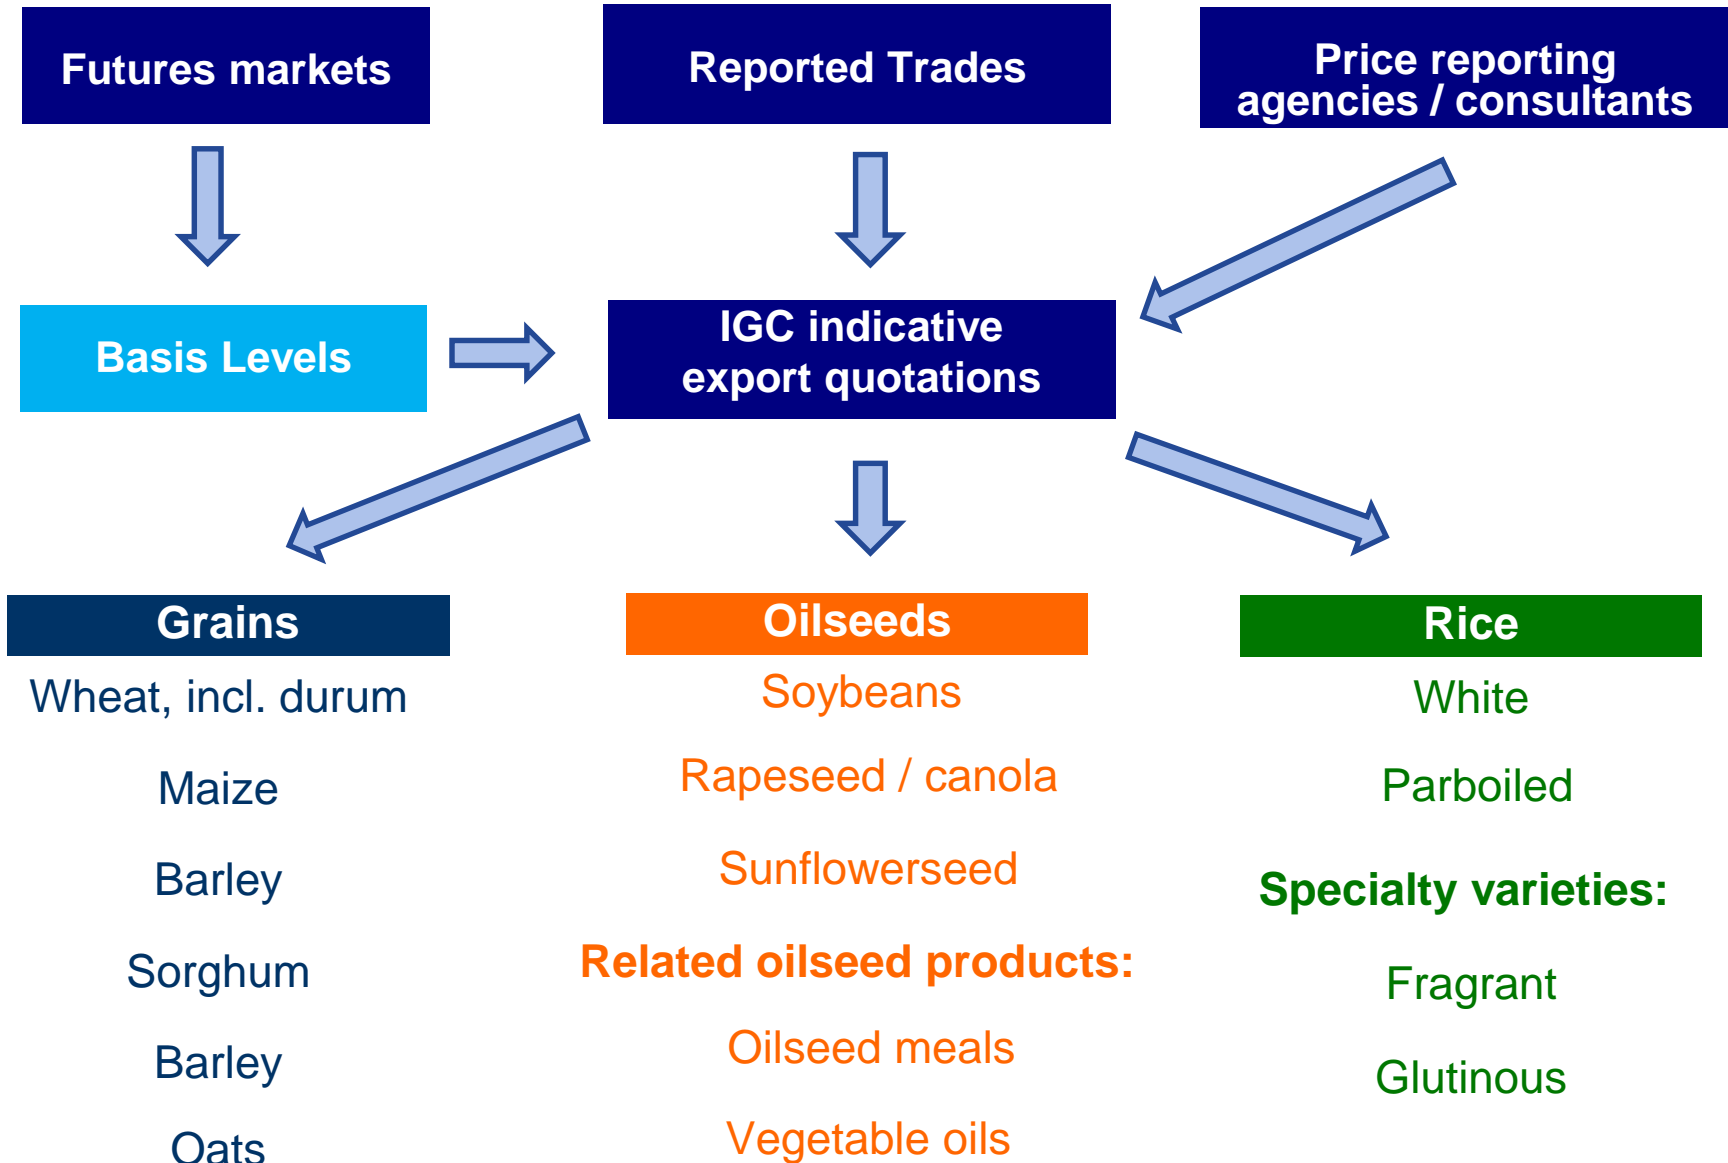 Futures markets
Reported Trades
Price reporting
agencies / consultants
Basis Levels
IGC indicative
export quotations
Grains
Wheat, incl. durum
Maize
Barley
Sorghum
Barley
Oats
Oilseeds
Soybeans
Rapeseed / canola
Sunflowerseed
Related oilseed products:
Oilseed meals
Vegetable oils
Rice
White
Parboiled
Specialty varieties:
Fragrant
Glutinous